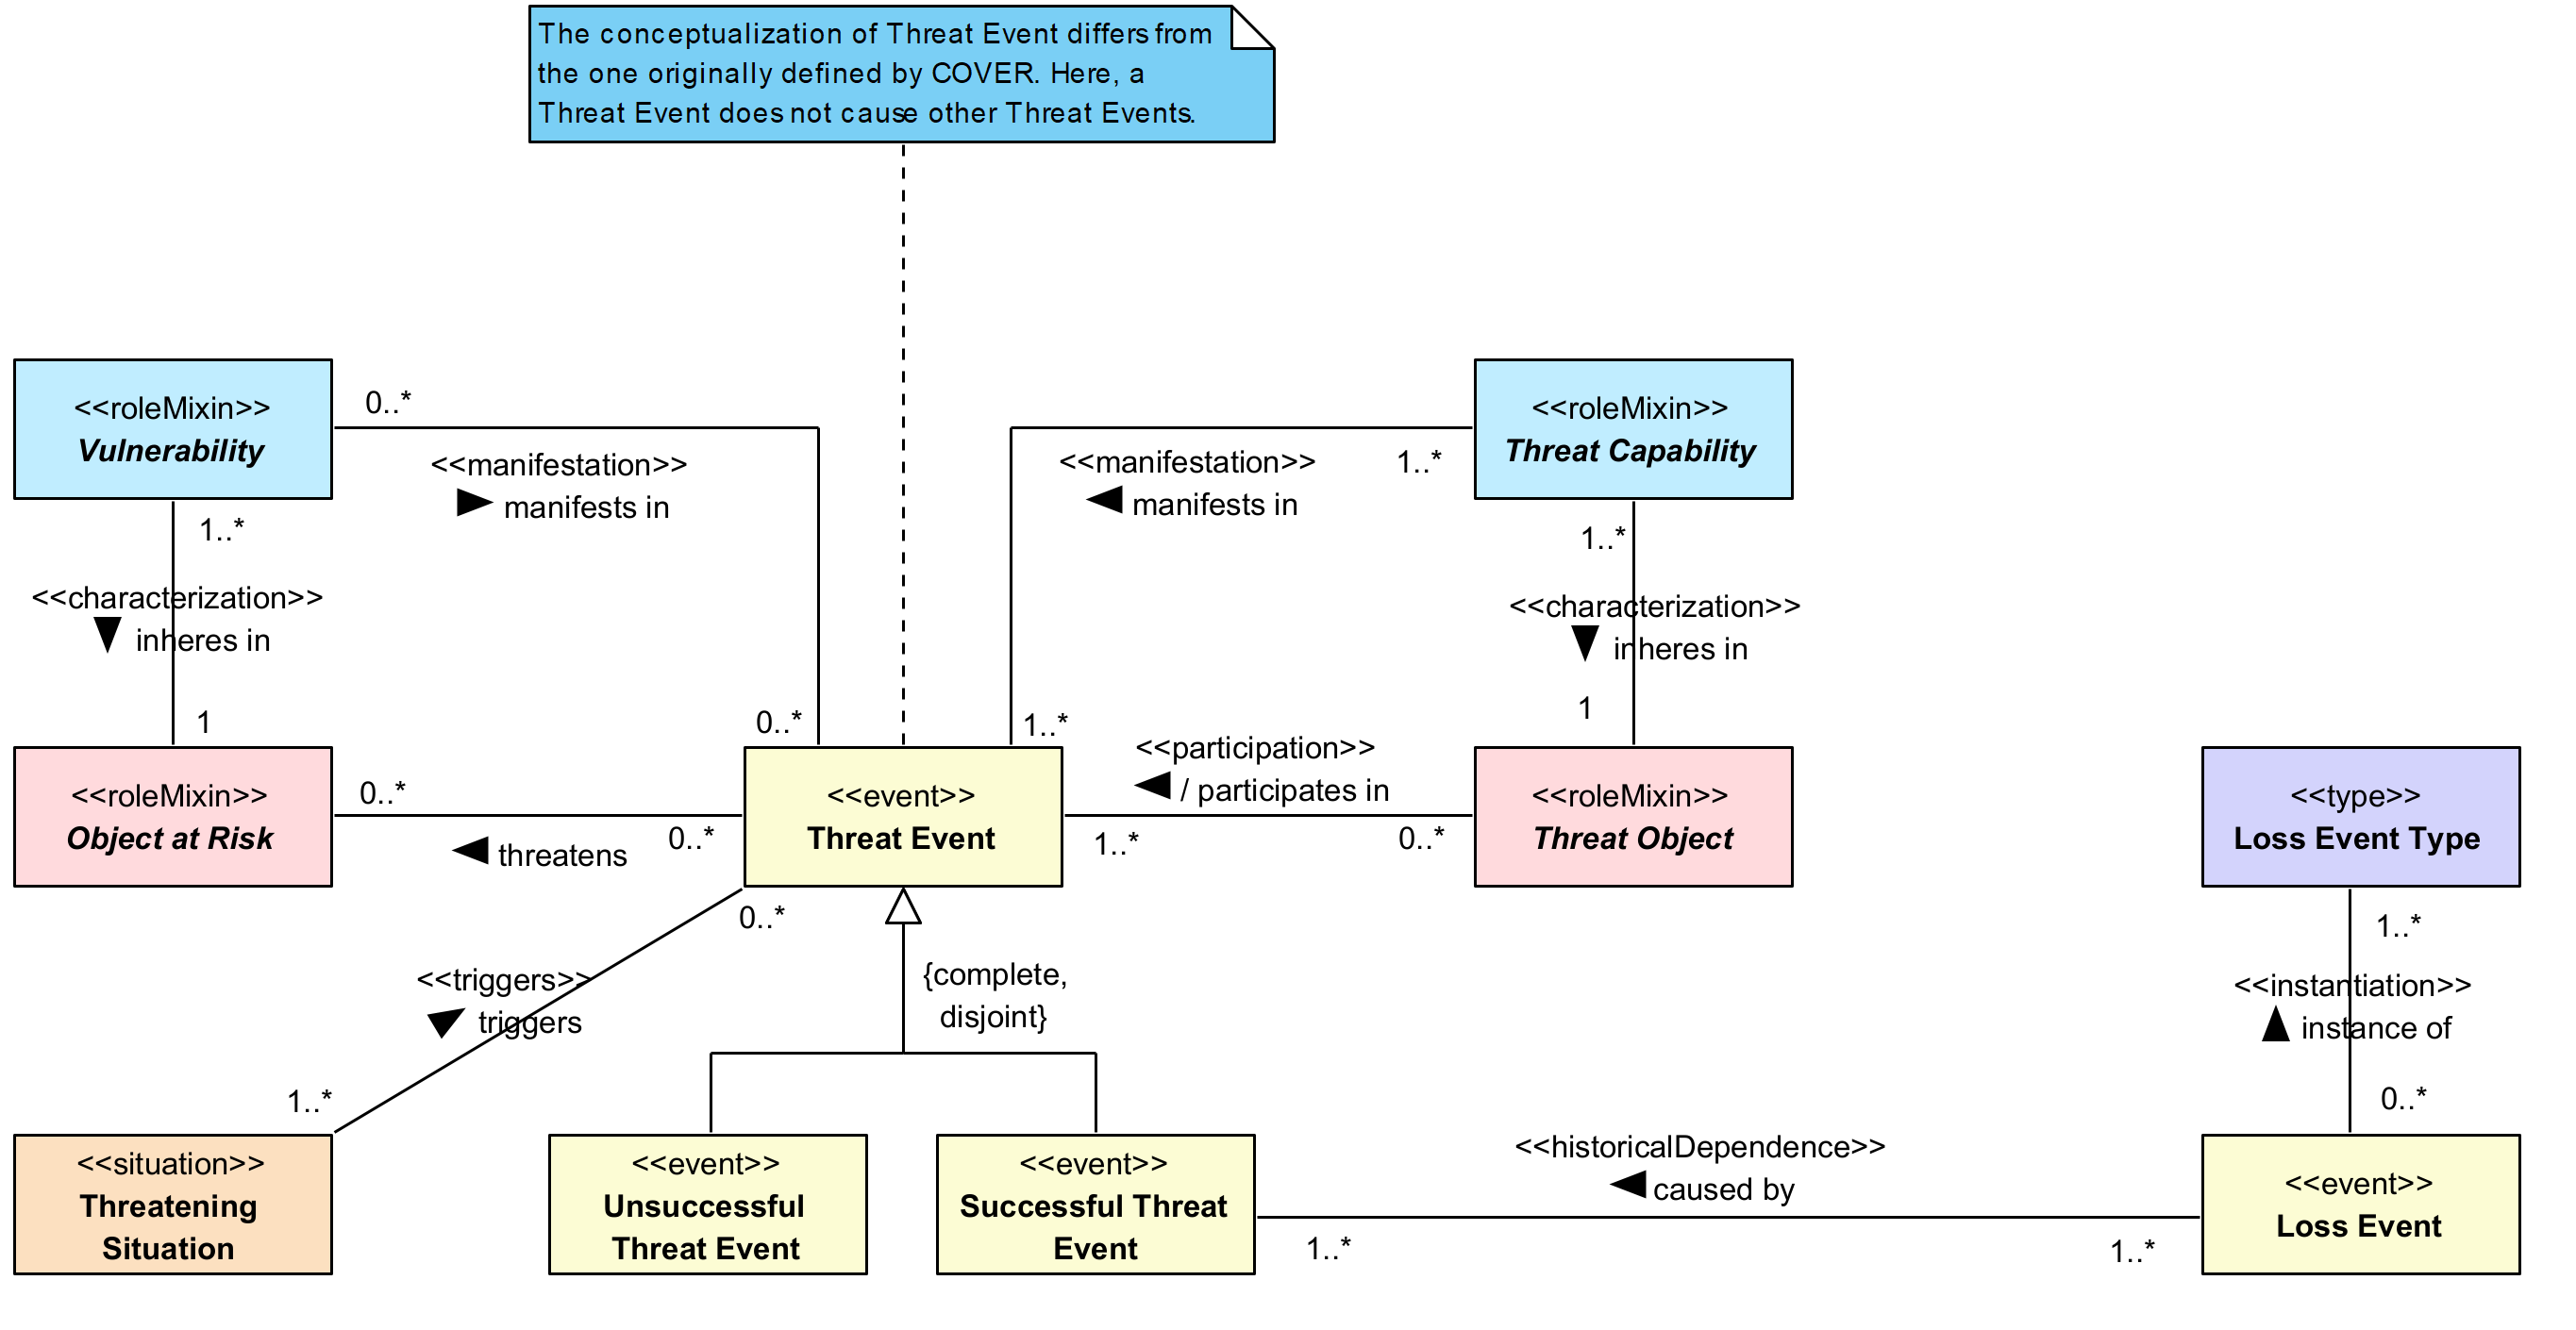 The conceptualization of Threat Event differs from
the one originally defined by COVER. Here, a
Threat Event does not cause other Threat Events.
<<roleMixin>>
Vulnerability
0..*
<<manifestation>>
manifests in
<<manifestation>>
manifests in
1..*
<<roleMixin>>
Threat Capability
1..*
<<characterization>>
inheres in
1
1..*
<<characterization>>
inheres in
1
0..*
1..*
<<roleMixin>>
Object at Risk
0..*
0..*
threatens
<<event>>
Threat Event
<<participation>>
/ participates in
1..*
0..*
<<roleMixin>>
Threat Object
<<type>>
Loss Event Type
0..*
<<triggers>>
triggers
1..*
{complete,
disjoint}
1..*
<<instantiation>>
instance of
0..*
<<situation>>
Threatening
Situation
<<event>>
Unsuccessful
Threat Event
<<event>>
Successful Threat
Event
<<historicalDependence>>
caused by
1..*
1..*
<<event>>
Loss Event